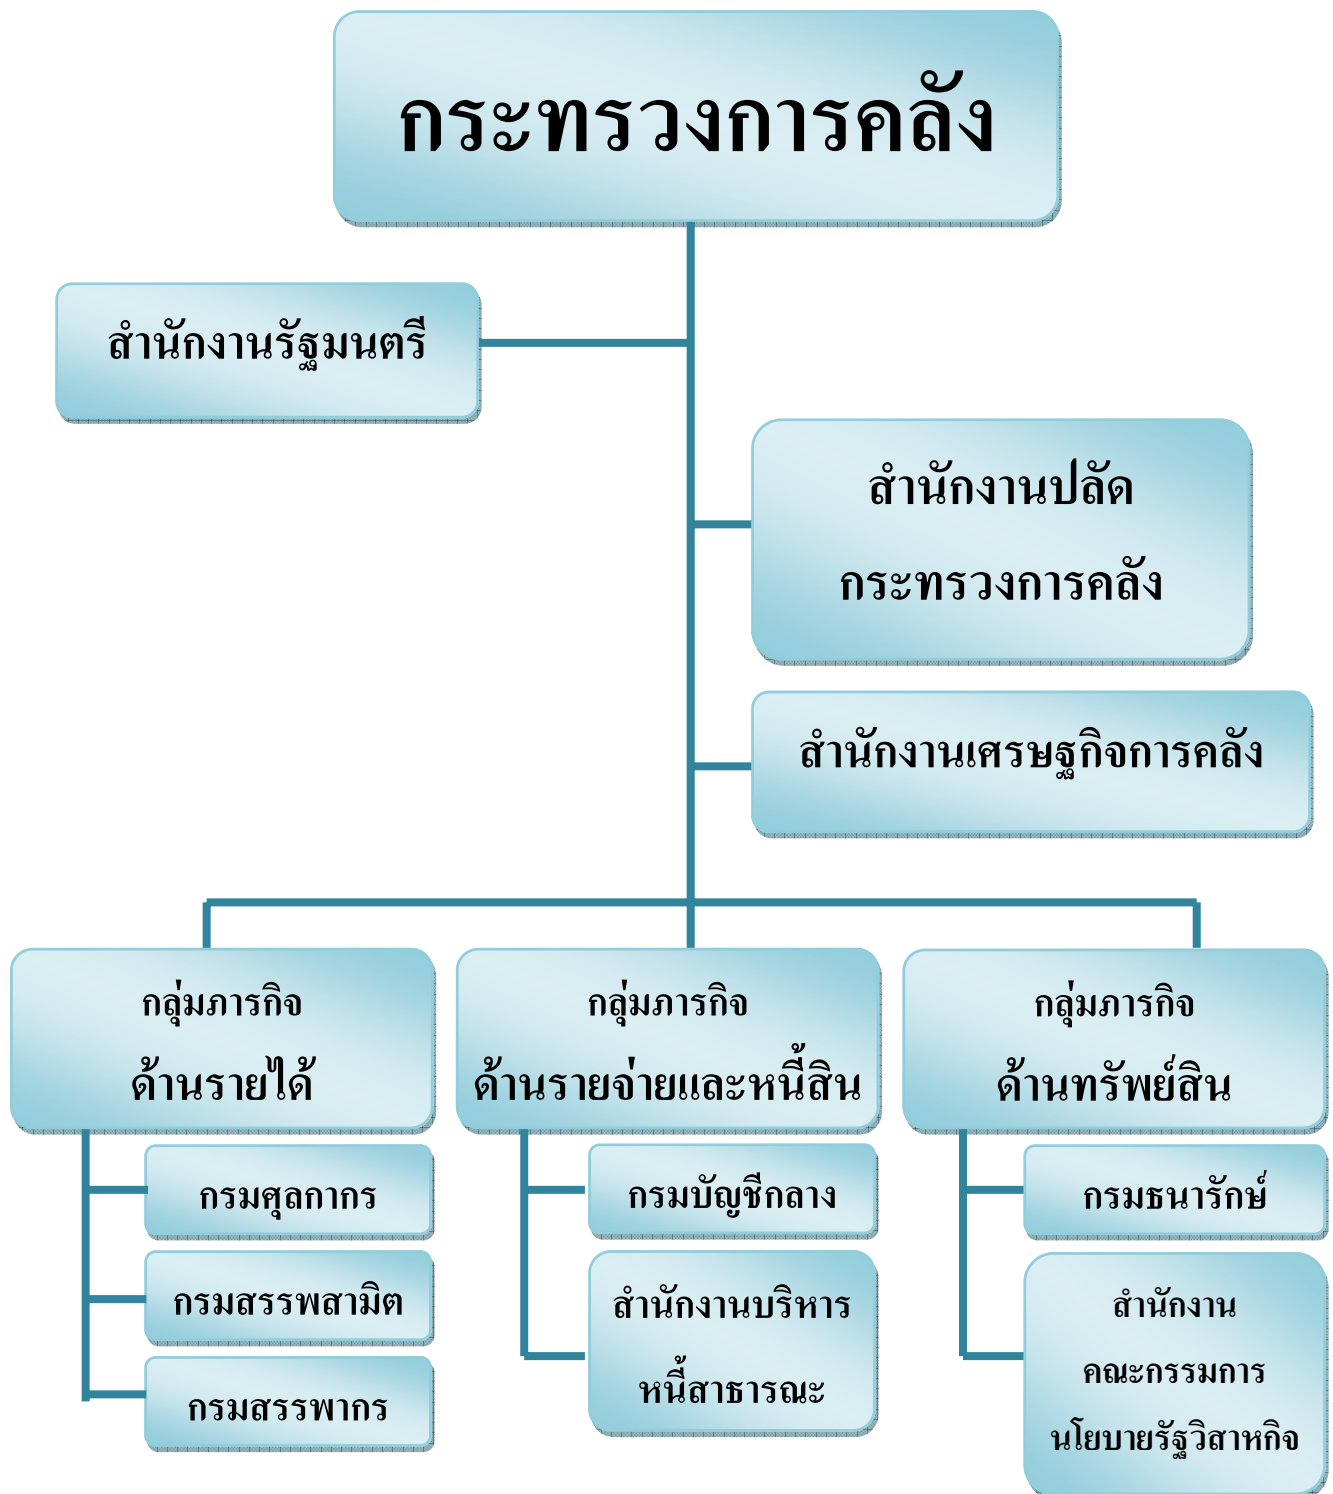 กระทรวงการคลัง
สำนักงานรัฐมนตรี
สำนักงานปลัด
กระทรวงการคลัง
สำนักงานเศรษฐกิจการคลัง
กลุ่มภารกิจ
ด้านรายได้
กรมศุลกากร
กรมสรรพสามิต
กรมสรรพากร
กลุ่มภารกิจ
ด้านรายจ่ายและหนี้สิน
กรมบัญชีกลาง
สำนักงานบริหาร
หนี้สาธารณะ
กลุ่มภารกิจ
ด้านทรัพย์สิน
กรมธนารักษ์
สำนักงาน
คณะกรรมการ
นโยบายรัฐวิสาหกิจ